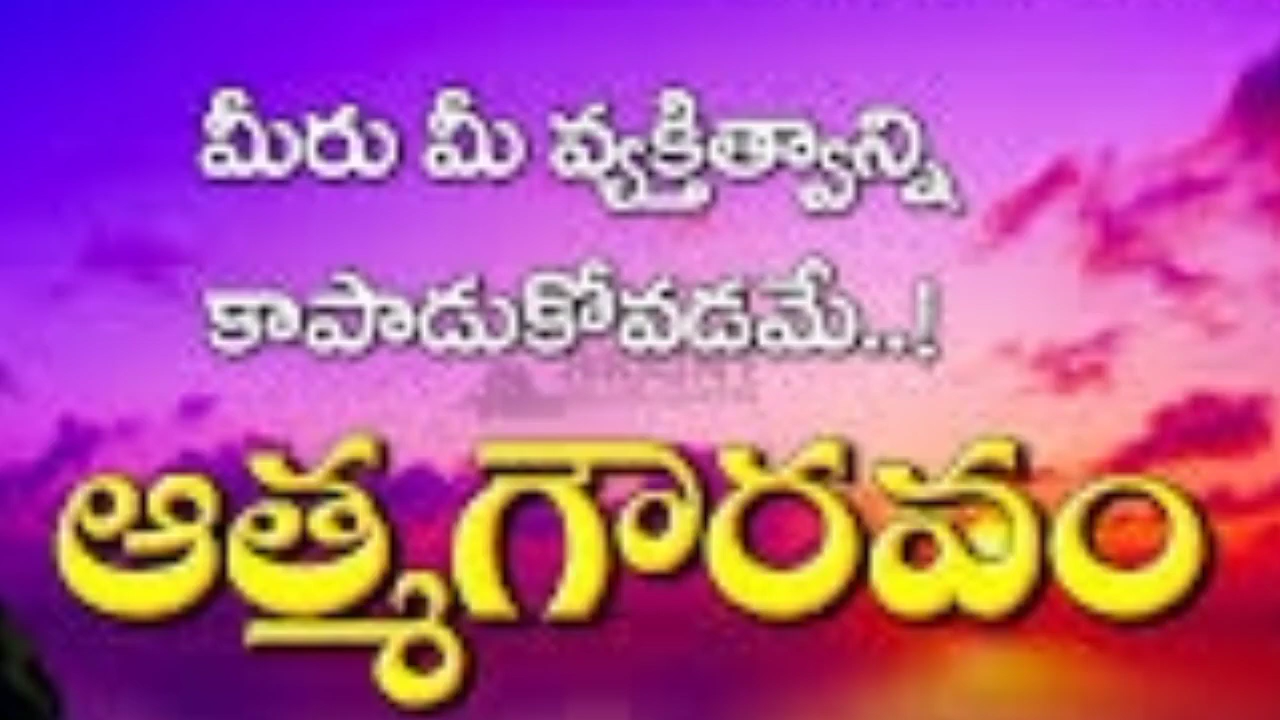 మీరు మీ వ్యక్తిత్వాన్ని
కాపాడుకోవడమే..!
ఆత్మగౌరవం